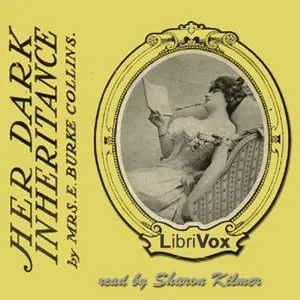 HER DARK
INHERITANCE
by MRS. E. BURKE COLLINS.
LibriVox
read by Sharon Kilmer